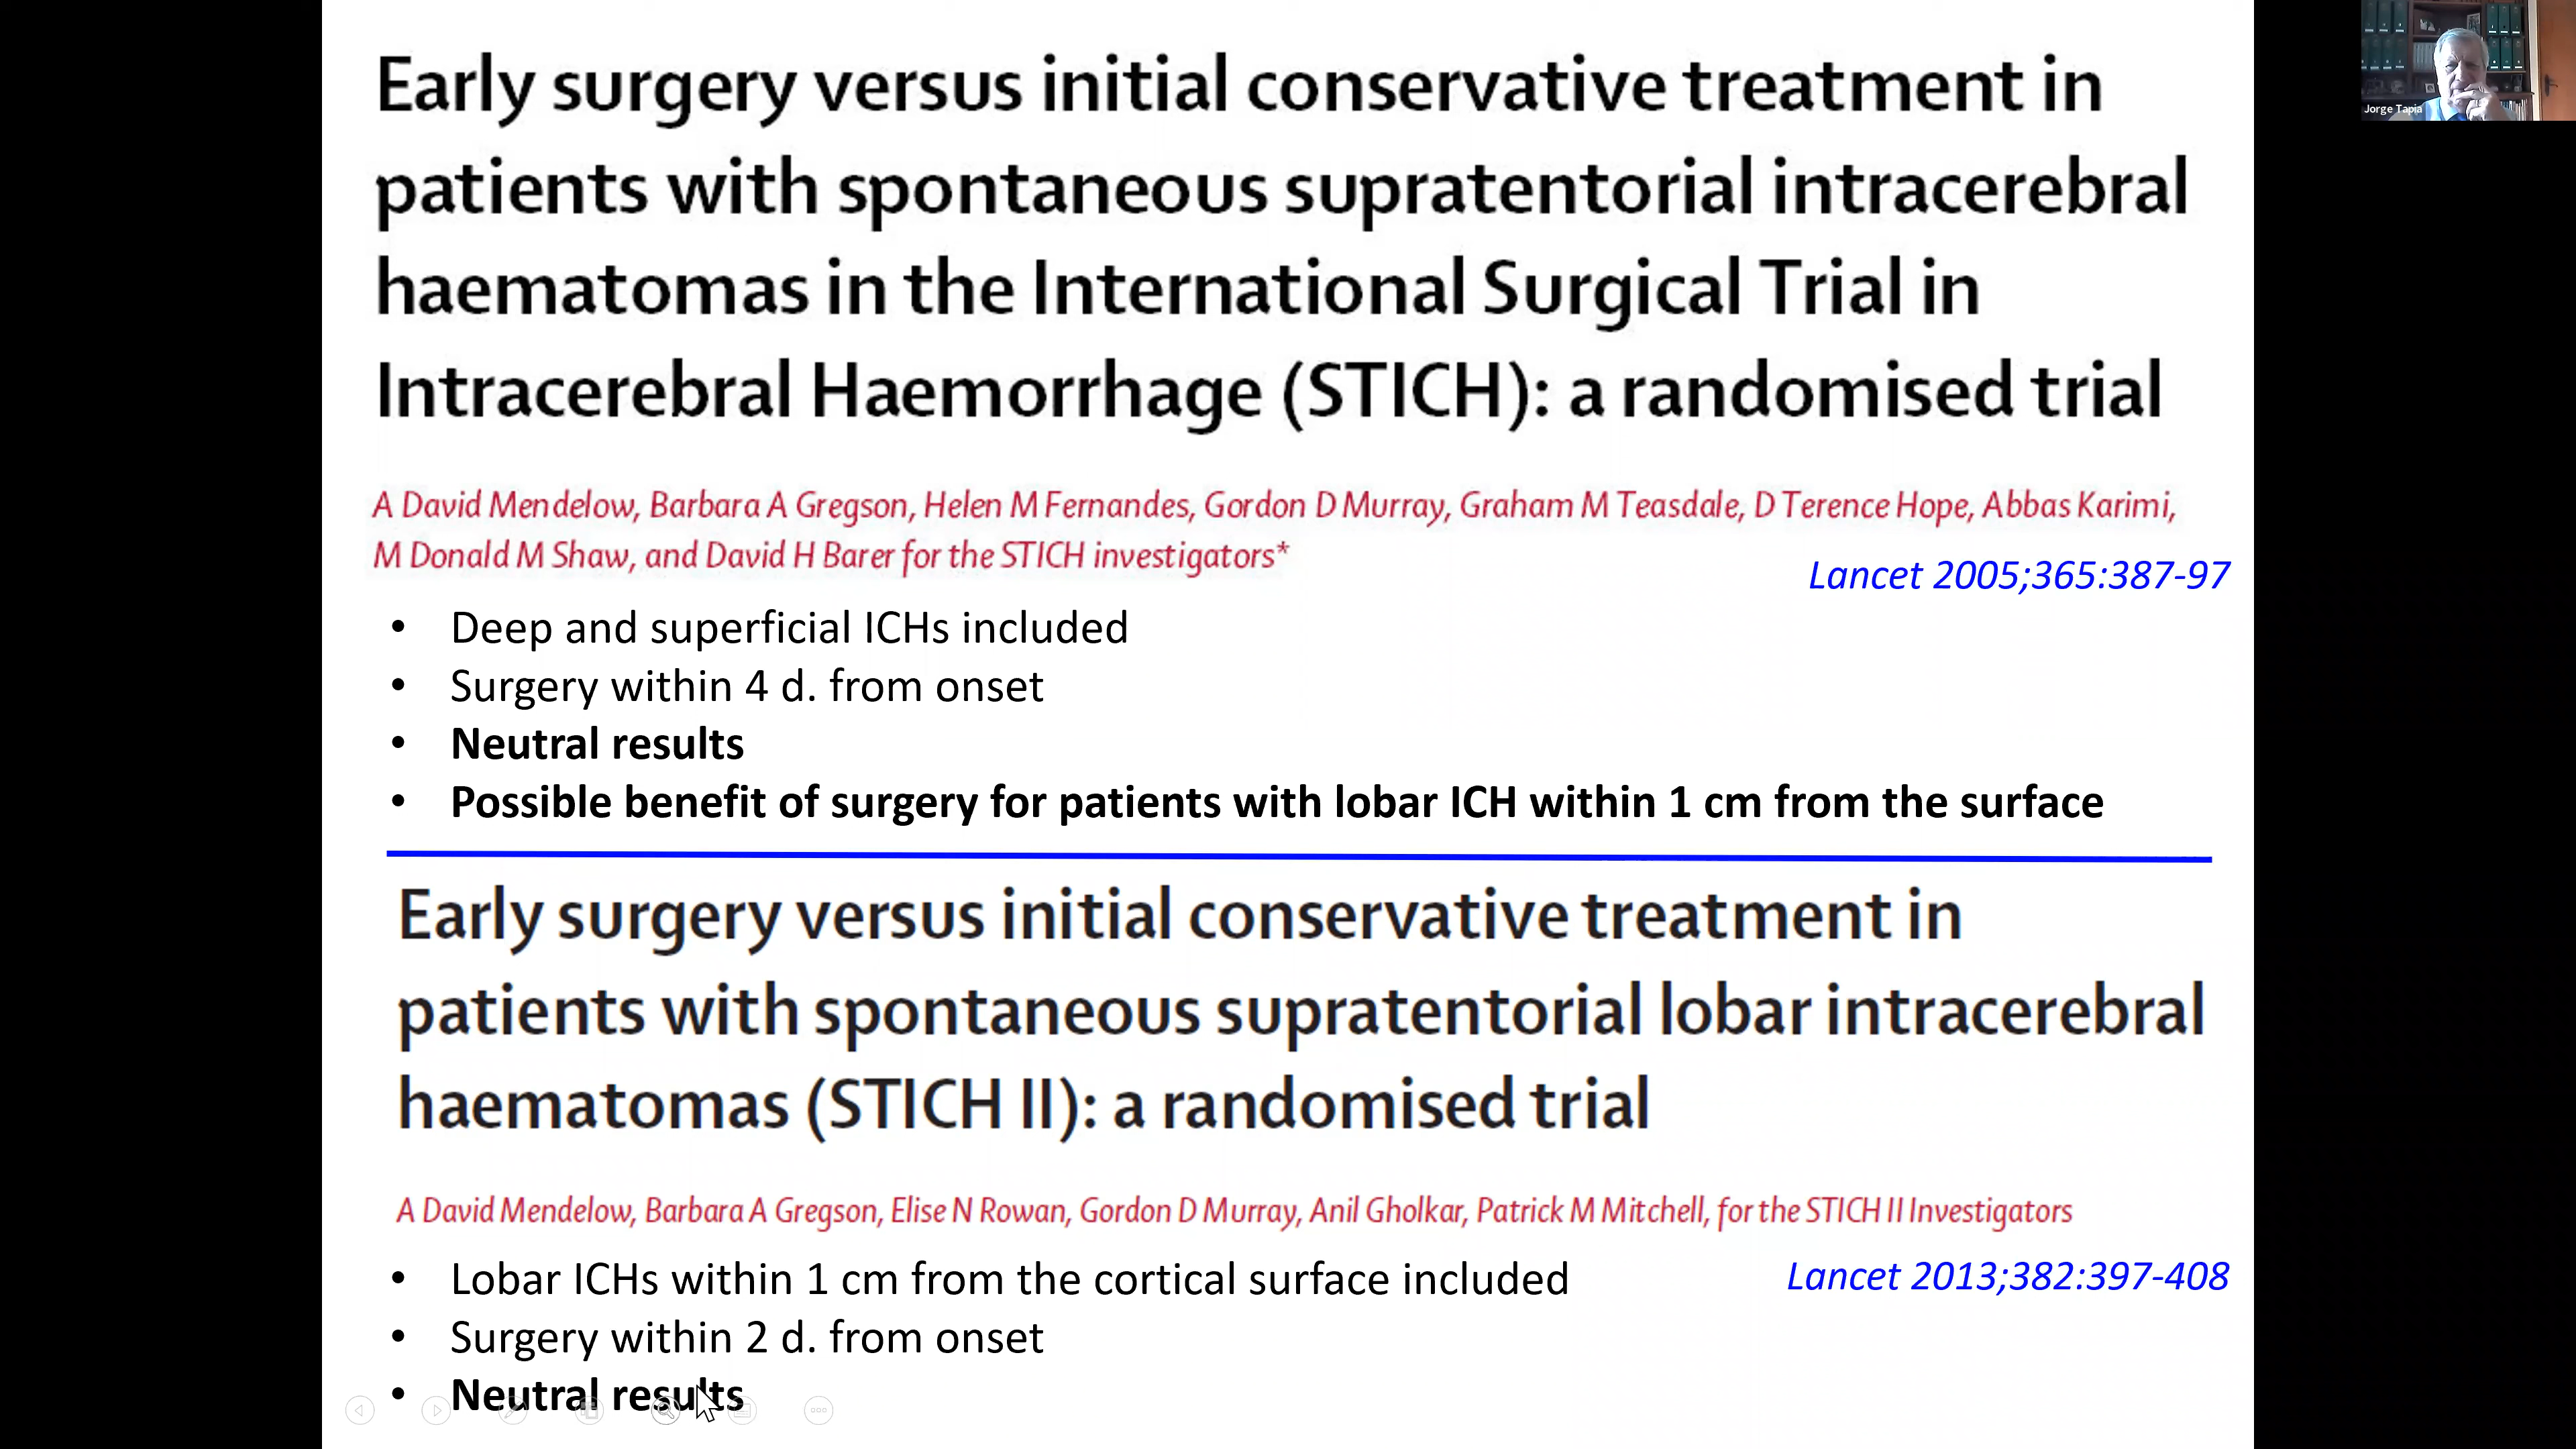 Early surgery versus initial conservative treatment in
patients with spontaneous supratentorial intracerebral
haematomas in the International Surgical Trial in
Intracerebral Haemorrhage (STICH): a randomised trial
A David Mendelow, Barbara A Gregson, Helen M Fernandes, Gordon D Murray, Graham M Teasdale, D Terence Hope, Abbas Karimi,
M Donald M Shaw, and David H Barer for the STICH investigators*
Lancet 2005;365:387-97
• Deep and superficial ICHs included
• Surgery within 4 d. from onset
• Neutral results
• Possible benefit of surgery for patients with lobar ICH within 1 cm from the surface
Early surgery versus initial conservative treatment in
patients with spontaneous supratentorial lobar intracerebral
haematomas (STICH II): a randomised trial
A David Mendelow, Barbara A Gregson, Elise N Rowan, Gordon D Murray, Anil Gholkar, Patrick M Mitchell, for the STICH II Investigators
• Lobar ICHs within 1 cm from the cortical surface included
Lancet 2013;382:397-408
• Surgery within 2 d. from onset
• Neutral results
Jorge Tapia